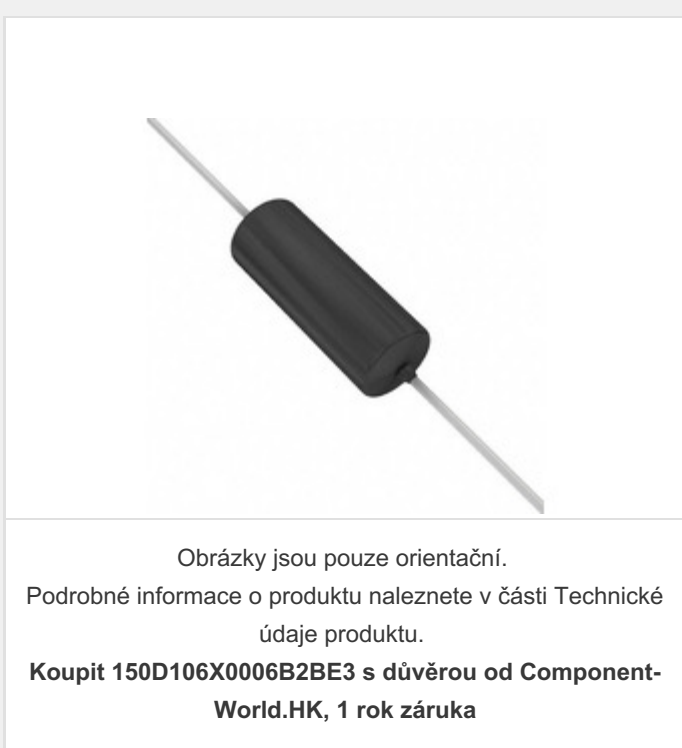 Obrázky jsou pouze orientační.
Podrobné informace o produktu naleznete v části Technické
údaje produktu.
Koupit 150D106X0006B2BE3 s důvěrou od Component-
World.HK, 1 rok záruka